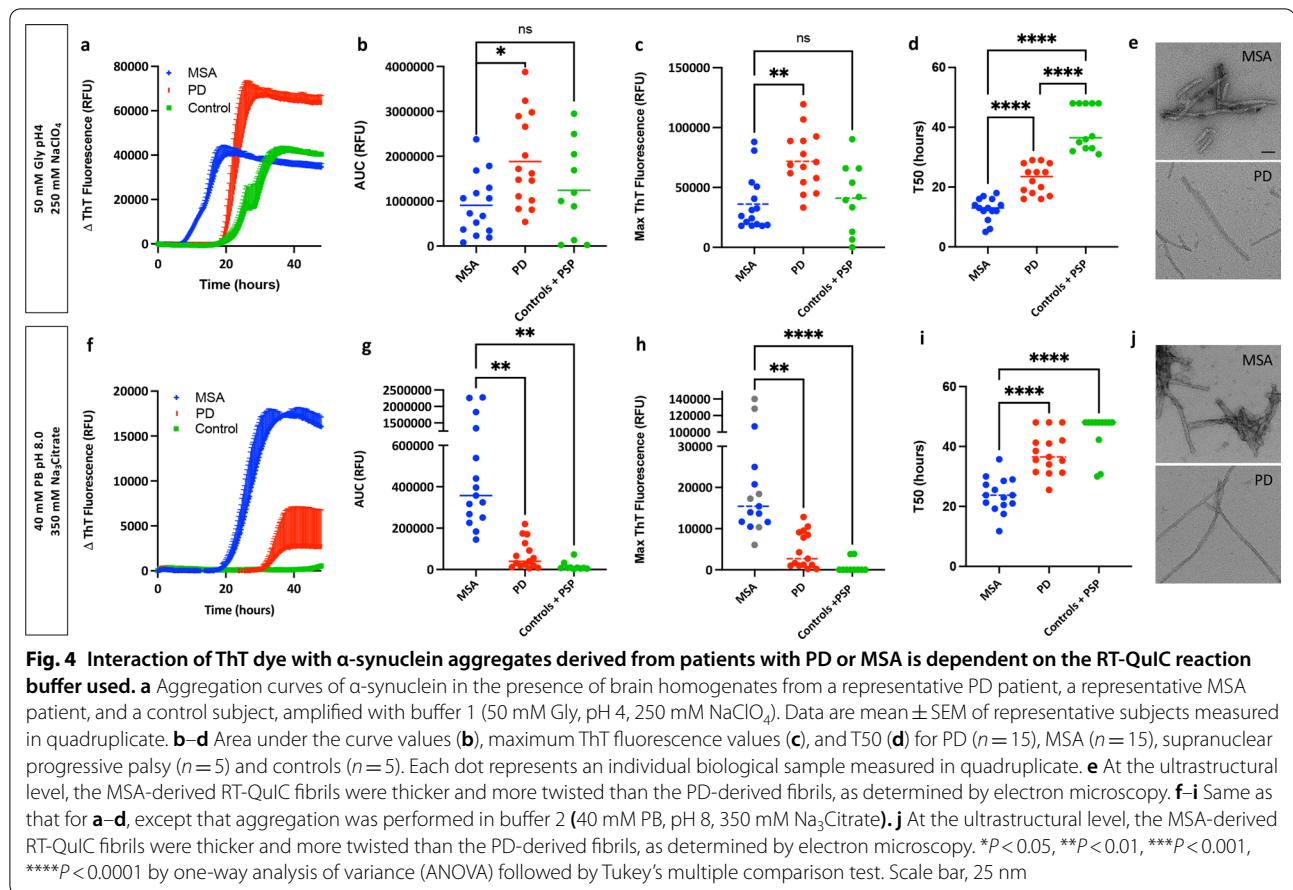 50 mM Gly pH4
250 mM NaClO₄
a
MSA
PD
Control
Δ ThT Fluorescence (RFU)
80000
60000
40000
20000
0
0
20
40
Time (hours)
b
ns
*
AUC (RFU)
4000000
3000000
2000000
1000000
0
MSA
PD
Controls + PSP
c
ns
**
Max ThT Fluorescence (RFU)
150000
100000
50000
0
MSA
PD
Controls + PSP
d
****
****
****
T50 (hours)
60
40
20
0
MSA
PD
Controls + PSP
e
MSA
PD
40 mM PB pH 8.0
350 mM Na₃Citrate
f
MSA
PD
Control
Δ ThT Fluorescence (RFU)
20000
15000
10000
5000
0
0
20
40
Time (hours)
g
**
**
AUC (RFU)
2500000
2000000
1500000
1000000
600000
400000
200000
0
MSA
PD
Controls + PSP
h
****
**
Max ThT Fluorescence (RFU)
140000
120000
100000
30000
20000
10000
0
MSA
PD
Controls +PSP
i
****
****
T50 (hours)
60
40
20
0
MSA
PD
Controls + PSP
j
MSA
PD
Fig. 4 Interaction of ThT dye with α-synuclein aggregates derived from patients with PD or MSA is dependent on the RT-QuIC reaction
buffer used. a Aggregation curves of α-synuclein in the presence of brain homogenates from a representative PD patient, a representative MSA
patient, and a control subject, amplified with buffer 1 (50 mM Gly, pH 4, 250 mM NaClO₄). Data are mean ± SEM of representative subjects measured
in quadruplicate. b–d Area under the curve values (b), maximum ThT fluorescence values (c), and T50 (d) for PD (n = 15), MSA (n = 15), supranuclear
progressive palsy (n = 5) and controls (n = 5). Each dot represents an individual biological sample measured in quadruplicate. e At the ultrastructural
level, the MSA-derived RT-QuIC fibrils were thicker and more twisted than the PD-derived fibrils, as determined by electron microscopy. f–i Same as
that for a–d, except that aggregation was performed in buffer 2 (40 mM PB, pH 8, 350 mM Na₃Citrate). j At the ultrastructural level, the MSA-derived
RT-QuIC fibrils were thicker and more twisted than the PD-derived fibrils, as determined by electron microscopy. *P < 0.05, **P < 0.01, ***P < 0.001,
****P < 0.0001 by one-way analysis of variance (ANOVA) followed by Tukey's multiple comparison test. Scale bar, 25 nm